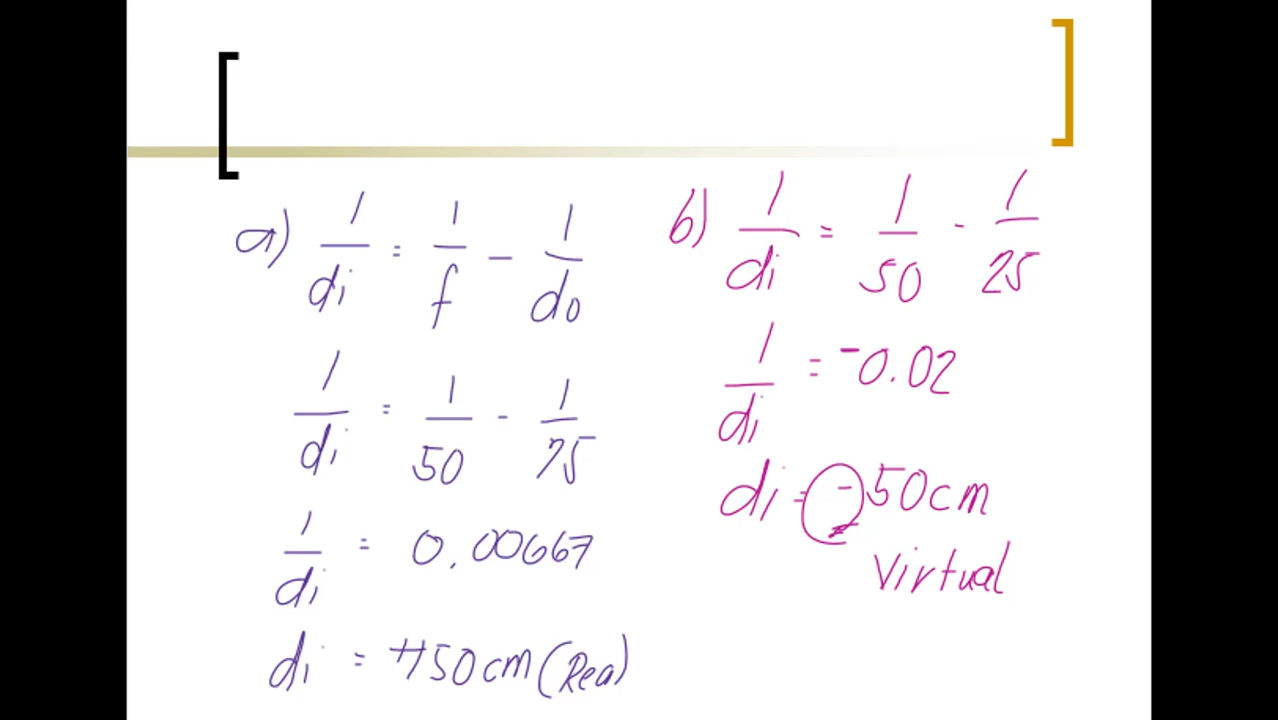 a) 1/di = 1/f - 1/do
1/di = 1/50 - 1/75
1/di = 0.00667
di = +150cm (Real)
b) 1/di = 1/50 - 1/25
1/di = -0.02
di = -50cm
Virtual